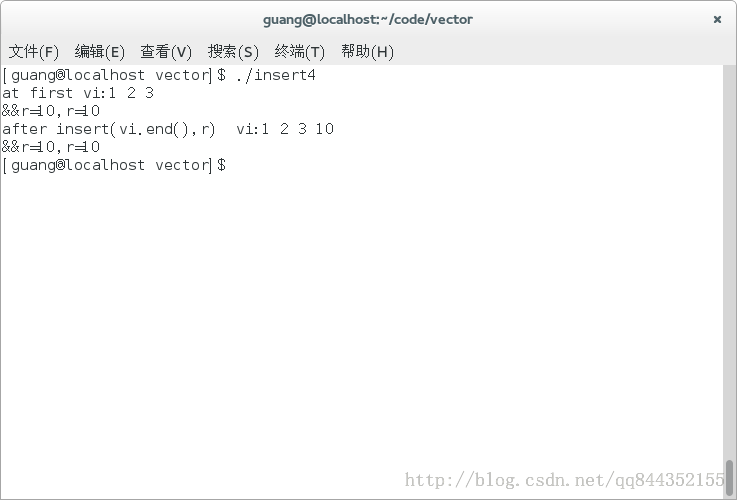 guang@localhost:~/code/vector
文件(F) 编辑(E) 查看(V) 搜索(S) 终端(T) 帮助(H)
[guang@localhost vector]$ ./insert4
at first vi:1 2 3
&&r=10,r=10
after insert(vi.end(),r)  vi:1 2 3 10
&&r=10,r=10
[guang@localhost vector]$
http://blog.csdn.net/qq844352155